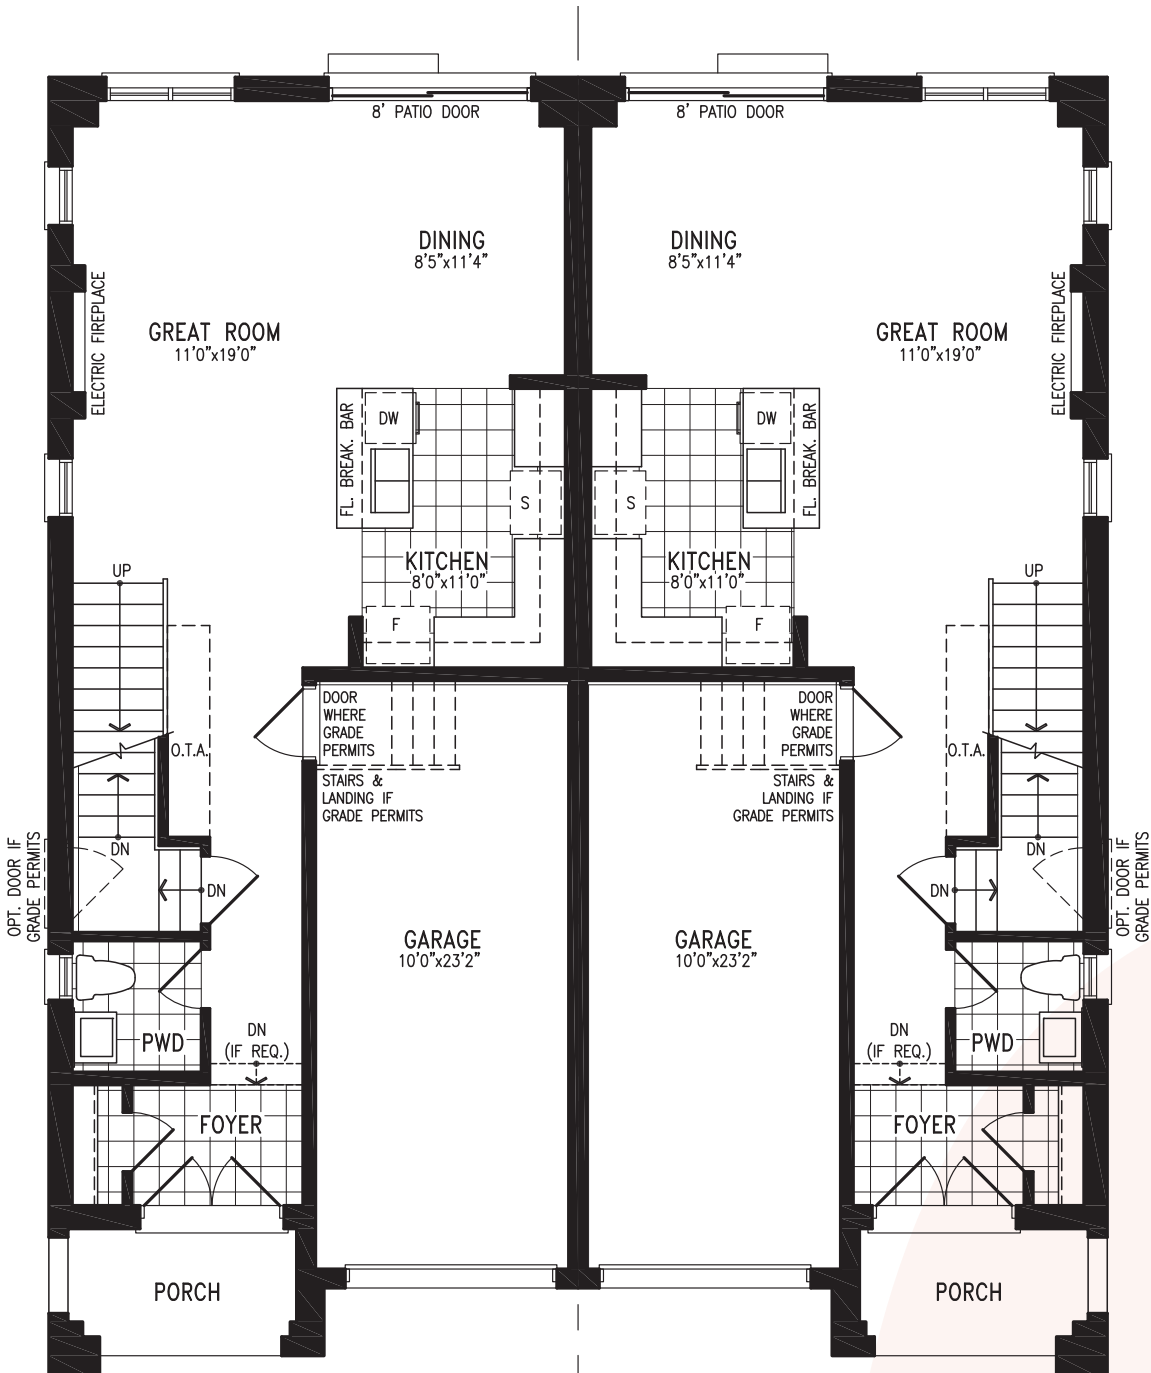 8' PATIO DOOR
8' PATIO DOOR
DINING
8'5"x11'4"
DINING
8'5"x11'4"
ELECTRIC FIREPLACE
GREAT ROOM
11'0"x19'0"
GREAT ROOM
11'0"x19'0"
ELECTRIC FIREPLACE
FL. BREAK. BAR
DW
DW
FL. BREAK. BAR
S
S
KITCHEN
8'0"x11'0"
KITCHEN
8'0"x11'0"
UP
UP
F
F
DOOR
WHERE
GRADE
PERMITS
DOOR
WHERE
GRADE
PERMITS
O.T.A.
O.T.A.
STAIRS &
LANDING IF
GRADE PERMITS
STAIRS &
LANDING IF
GRADE PERMITS
OPT. DOOR IF
GRADE PERMITS
DN
DN
DN
DN
OPT. DOOR IF
GRADE PERMITS
GARAGE
10'0"x23'2"
GARAGE
10'0"x23'2"
PWD
DN
(IF REQ.)
DN
(IF REQ.)
PWD
FOYER
FOYER
PORCH
PORCH